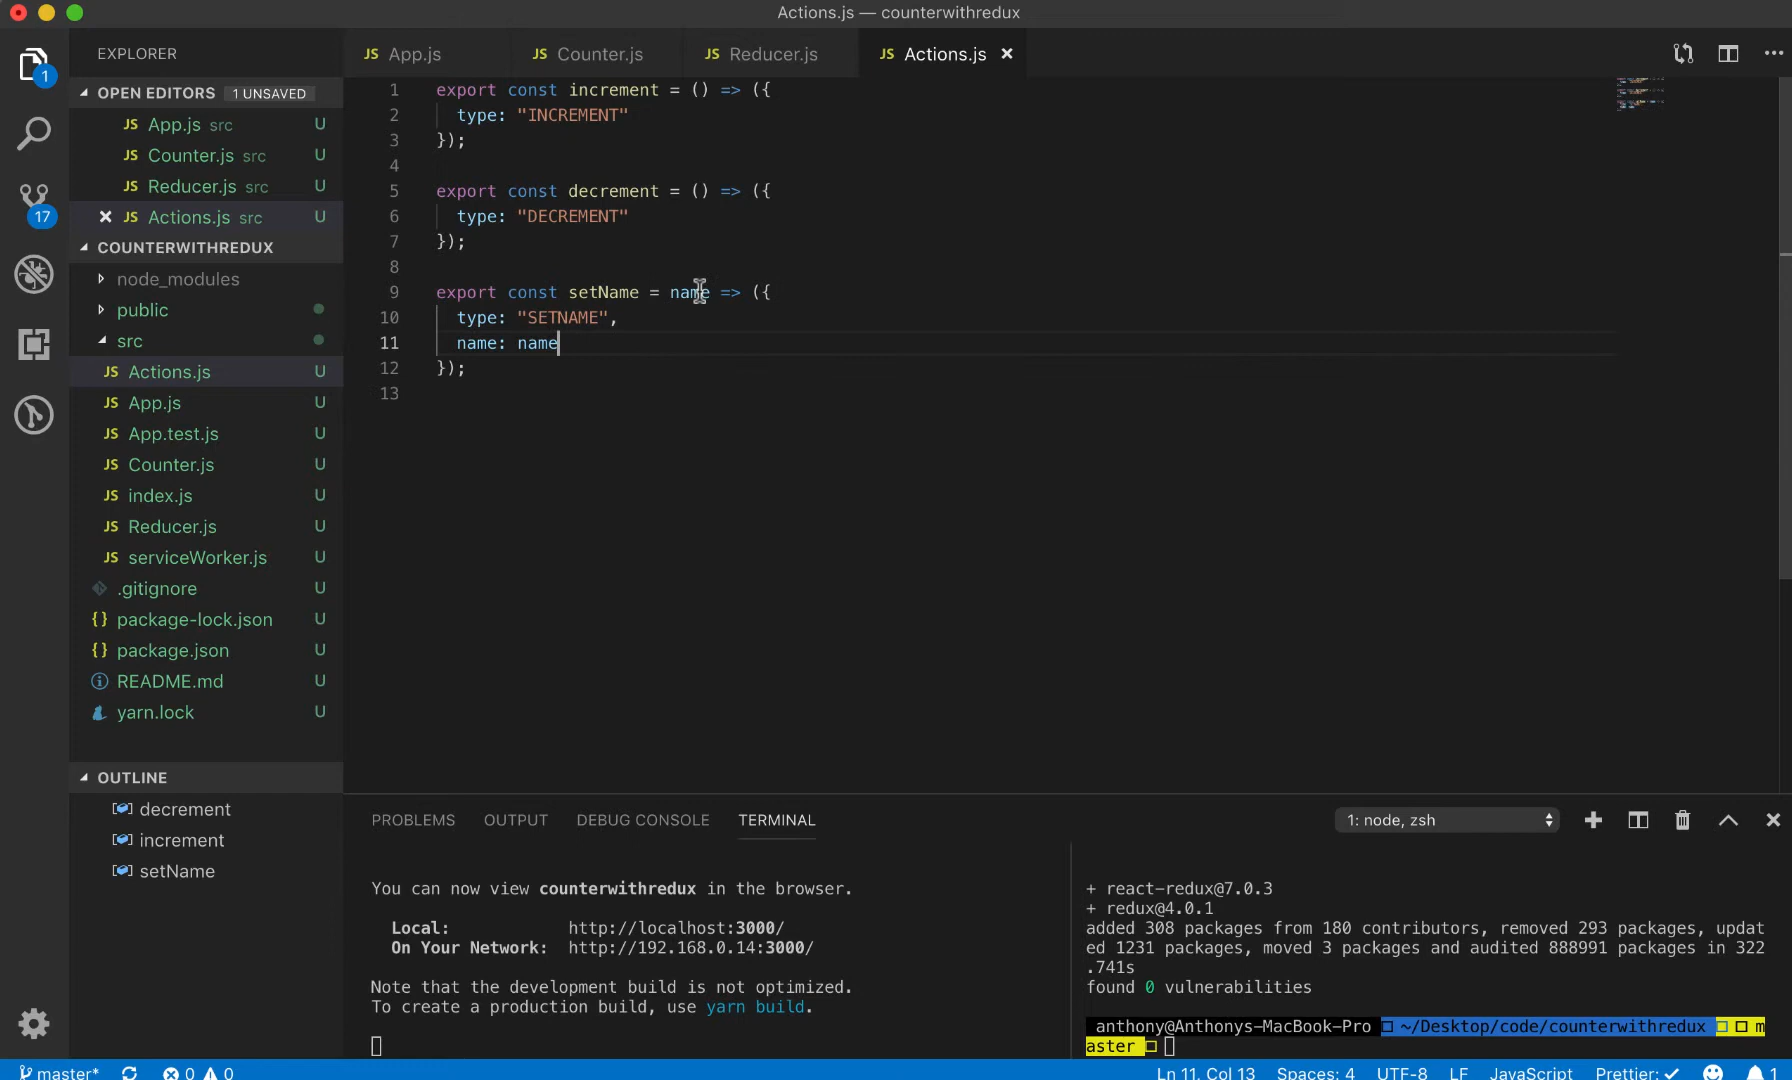 Actions.js — counterwithredux
EXPLORER
OPEN EDITORS 1 UNSAVED
JS App.js src U
JS Counter.js src U
JS Reducer.js src U
JS Actions.js src U
COUNTERWITHREDUX
node_modules
public
src
JS Actions.js U
JS App.js U
JS App.test.js U
JS Counter.js U
JS index.js U
JS Reducer.js U
JS serviceWorker.js U
.gitignore U
{} package-lock.json U
{} package.json U
README.md U
yarn.lock U
OUTLINE
decrement
increment
setName
1
17
JS App.js JS Counter.js JS Reducer.js JS Actions.js
1 export const increment = () => ({
2 type: "INCREMENT"
3 });
4
5 export const decrement = () => ({
6 type: "DECREMENT"
7 });
8
9 export const setName = name => ({
10 type: "SETNAME",
11 name: name
12 });
13
PROBLEMS OUTPUT DEBUG CONSOLE TERMINAL 1: node, zsh
You can now view counterwithredux in the browser.
Local: http://localhost:3000/
On Your Network: http://192.168.0.14:3000/
Note that the development build is not optimized.
To create a production build, use yarn build.
+ react-redux@7.0.3
+ redux@4.0.1
added 308 packages from 180 contributors, removed 293 packages, updat
ed 1231 packages, moved 3 packages and audited 888991 packages in 322
.741s
found 0 vulnerabilities
anthony@Anthonys-MacBook-Pro ~/Desktop/code/counterwithredux m
aster
master* 0 0 Ln 11, Col 13 Spaces: 4 UTF-8 LF JavaScript Prettier: ✓ 1